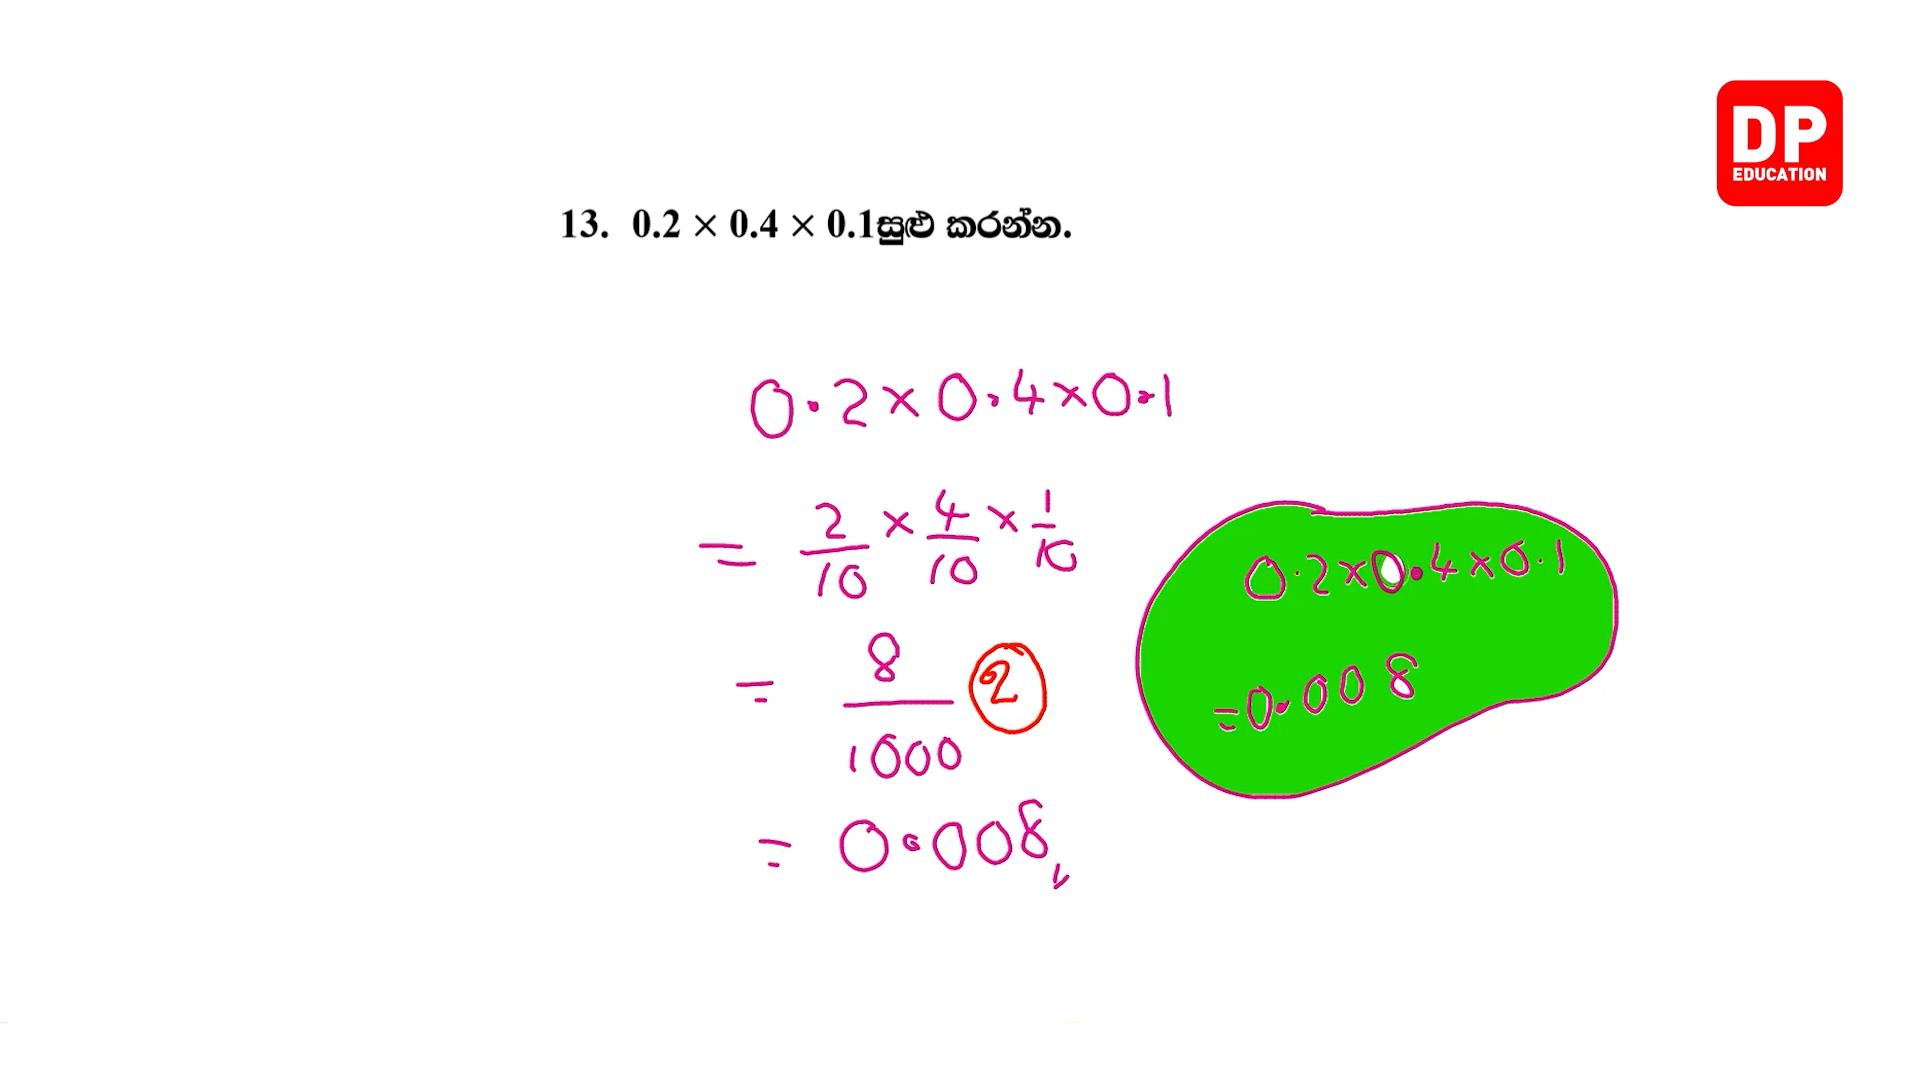 DP
EDUCATION
13. 0.2 × 0.4 × 0.1සුළු කරන්න.
0.2 × 0.4 × 0.1
= 2/10 × 4/10 × 1/10
= 8/1000 2
= 0.008
0.2 × 0.4 × 0.1
= 0.008